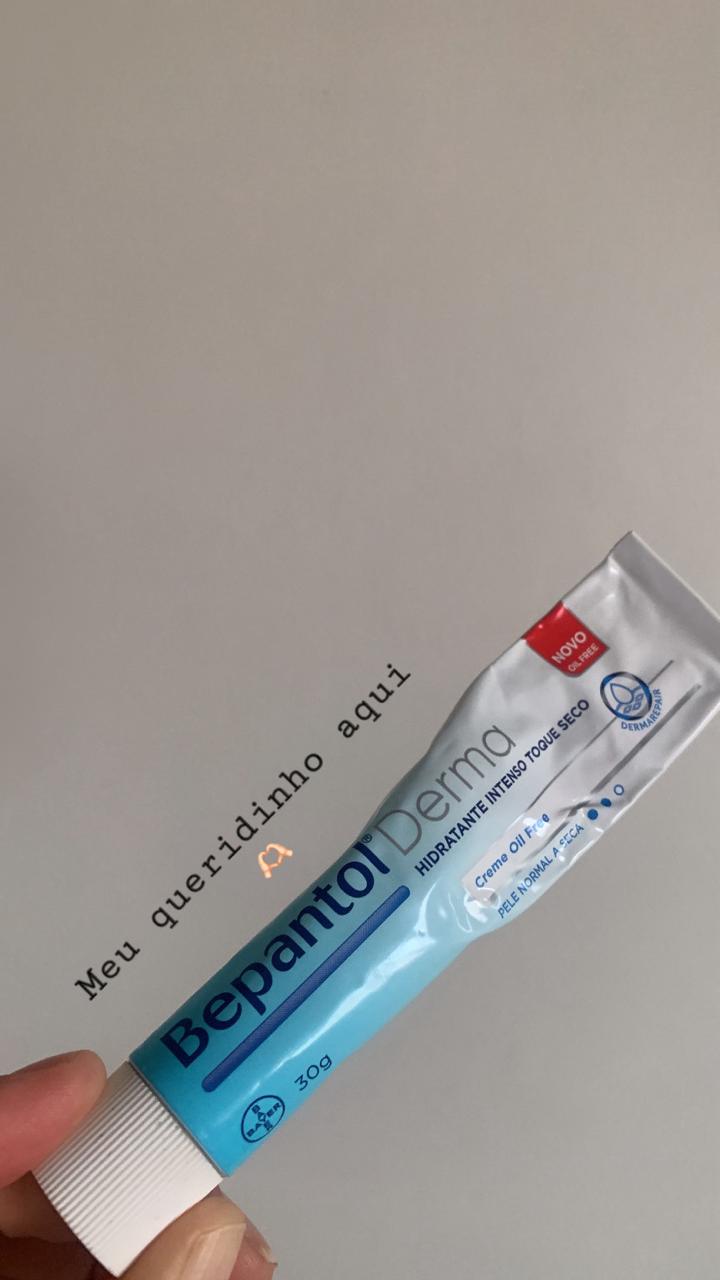 Meu queridinho aqui
Bepantol® Derma
HIDRATANTE INTENSO TOQUE SECO
Creme Oil Free
PELE NORMAL A SECA
NOVO
OIL FREE
DERMAREPAIR
30g
BAYER
BAYER